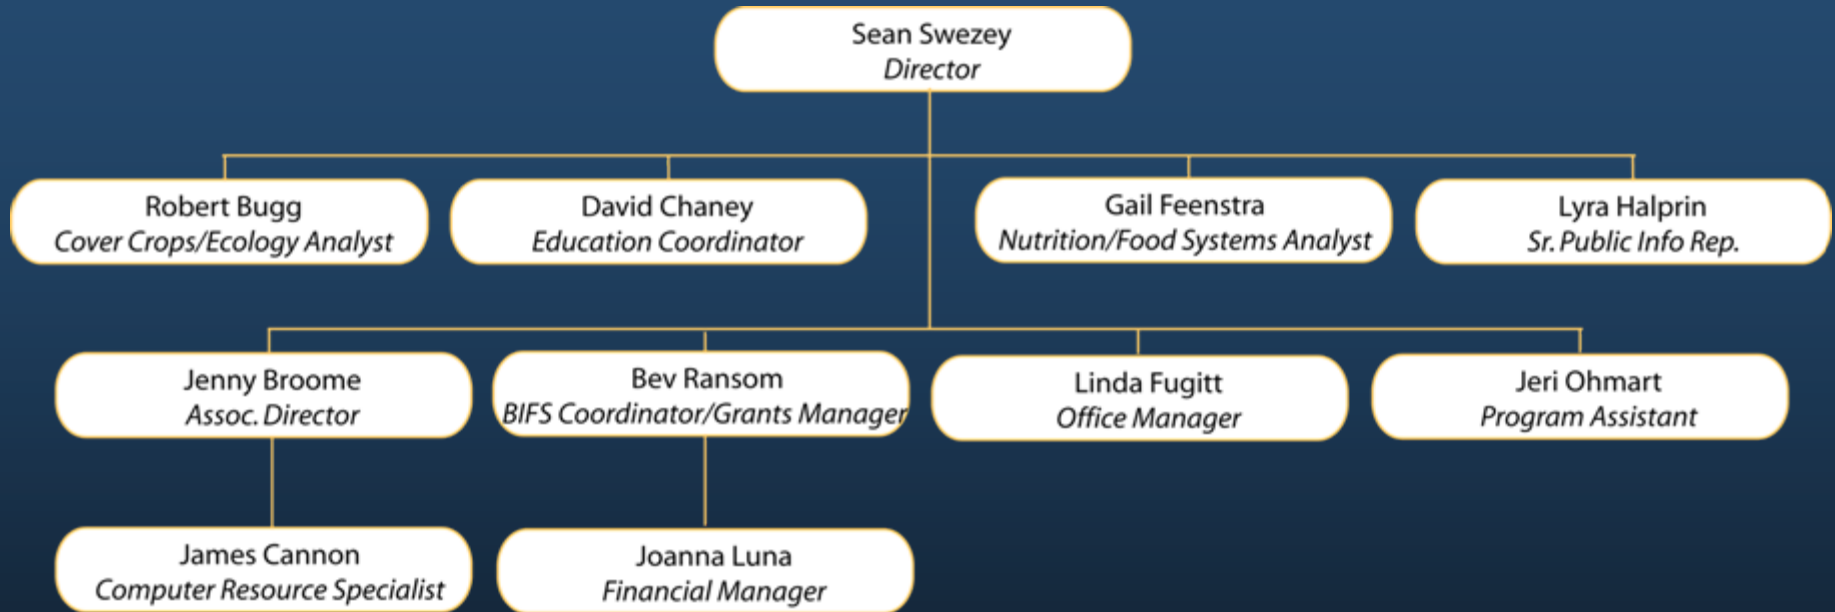 Sean Swezey
Director
Robert Bugg
Cover Crops/Ecology Analyst
David Chaney
Education Coordinator
Gail Feenstra
Nutrition/Food Systems Analyst
Lyra Halprin
Sr. Public Info Rep.
Jenny Broome
Assoc. Director
Bev Ransom
BIFS Coordinator/Grants Manager
Linda Fugitt
Office Manager
Jeri Ohmart
Program Assistant
James Cannon
Computer Resource Specialist
Joanna Luna
Financial Manager